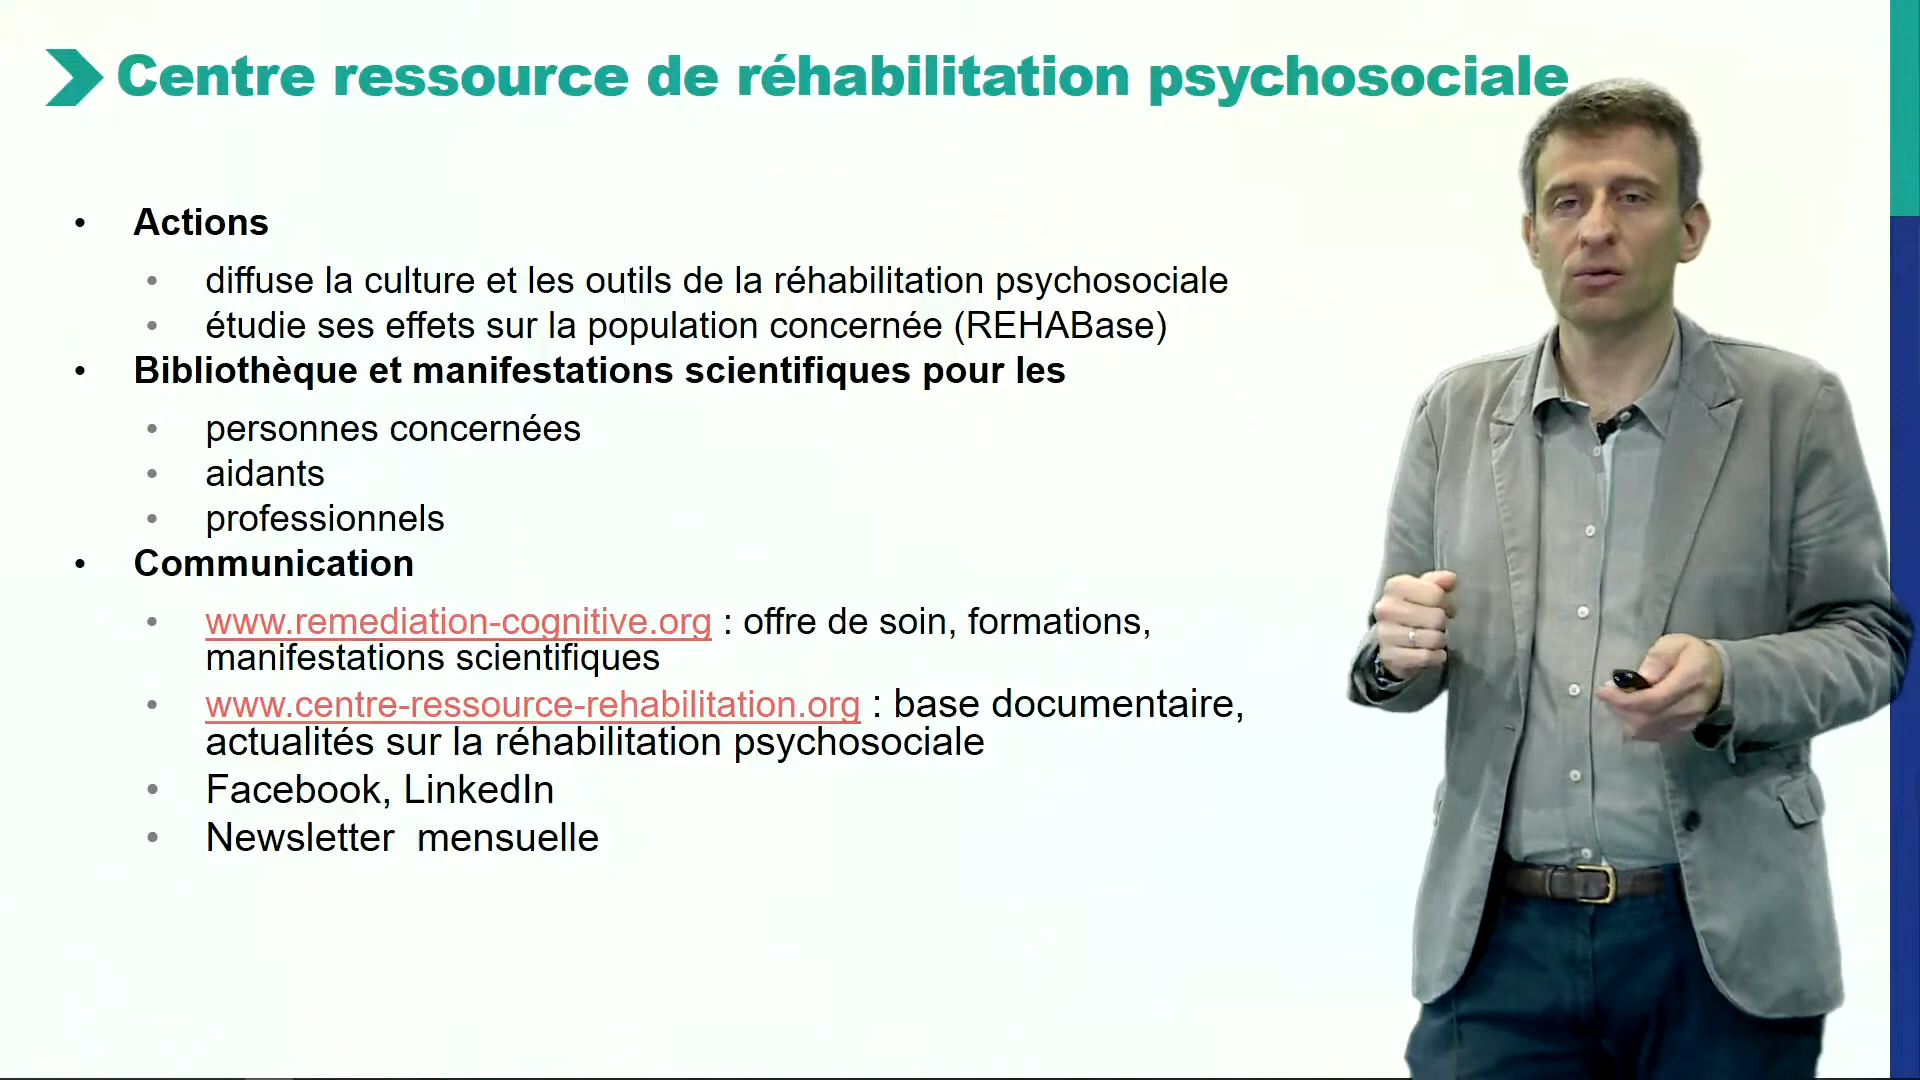 Centre ressource de réhabilitation psychosociale
• Actions
• diffuse la culture et les outils de la réhabilitation psychosociale
• étudie ses effets sur la population concernée (REHABase)
• Bibliothèque et manifestations scientifiques pour les
• personnes concernées
• aidants
• professionnels
• Communication
• www.remediation-cognitive.org : offre de soin, formations,
manifestations scientifiques
• www.centre-ressource-rehabilitation.org : base documentaire,
actualités sur la réhabilitation psychosociale
• Facebook, LinkedIn
• Newsletter  mensuelle